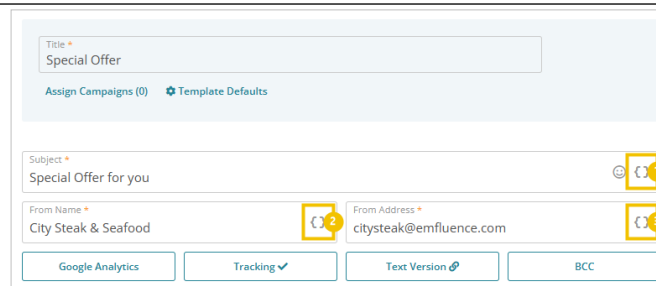 Title *
Special Offer
Assign Campaigns (0) Template Defaults
Subject *
Special Offer for you
{ }
From Name *
City Steak & Seafood
{ } 2
From Address *
citysteak@emfluence.com
{ }
Google Analytics Tracking ✓ Text Version BCC